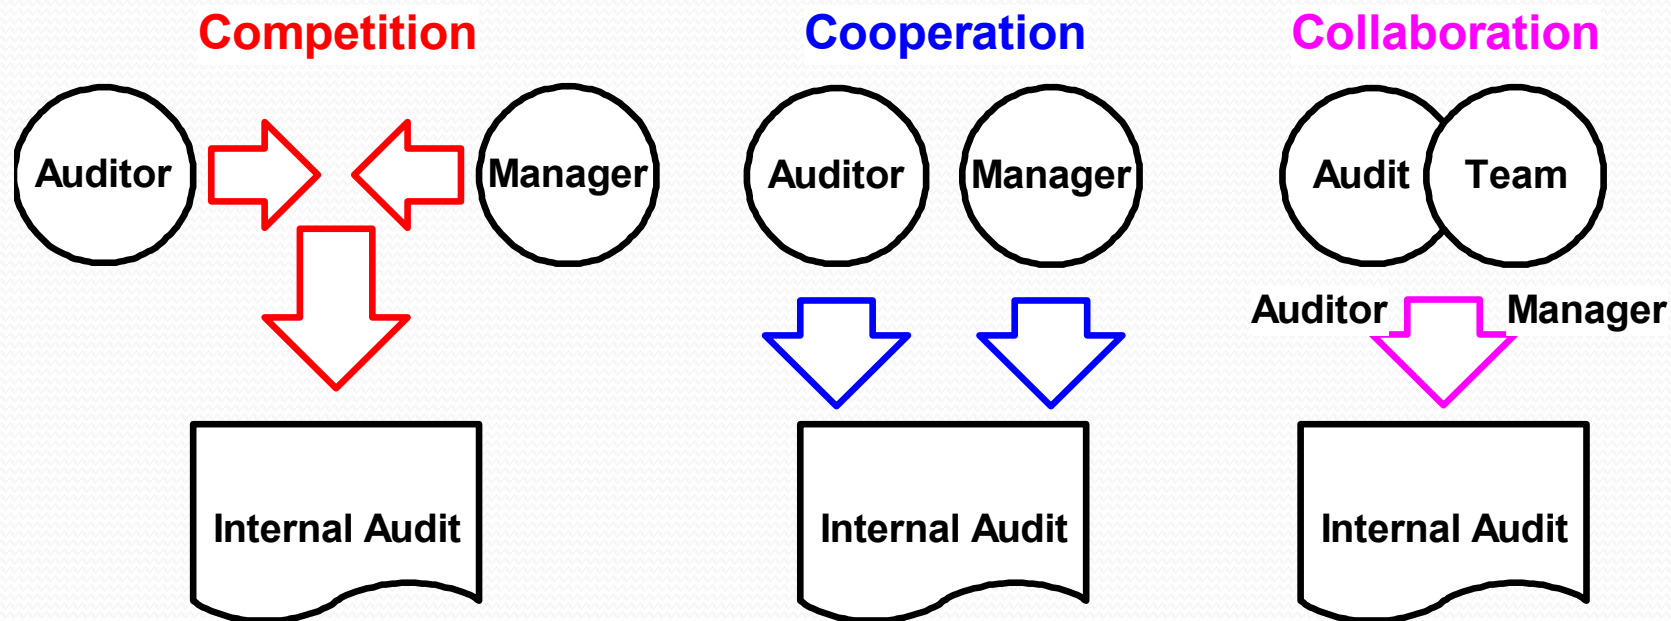 Competition
Cooperation
Collaboration
Auditor
Manager
Auditor
Manager
Audit
Team
Auditor
Manager
Internal Audit
Internal Audit
Internal Audit